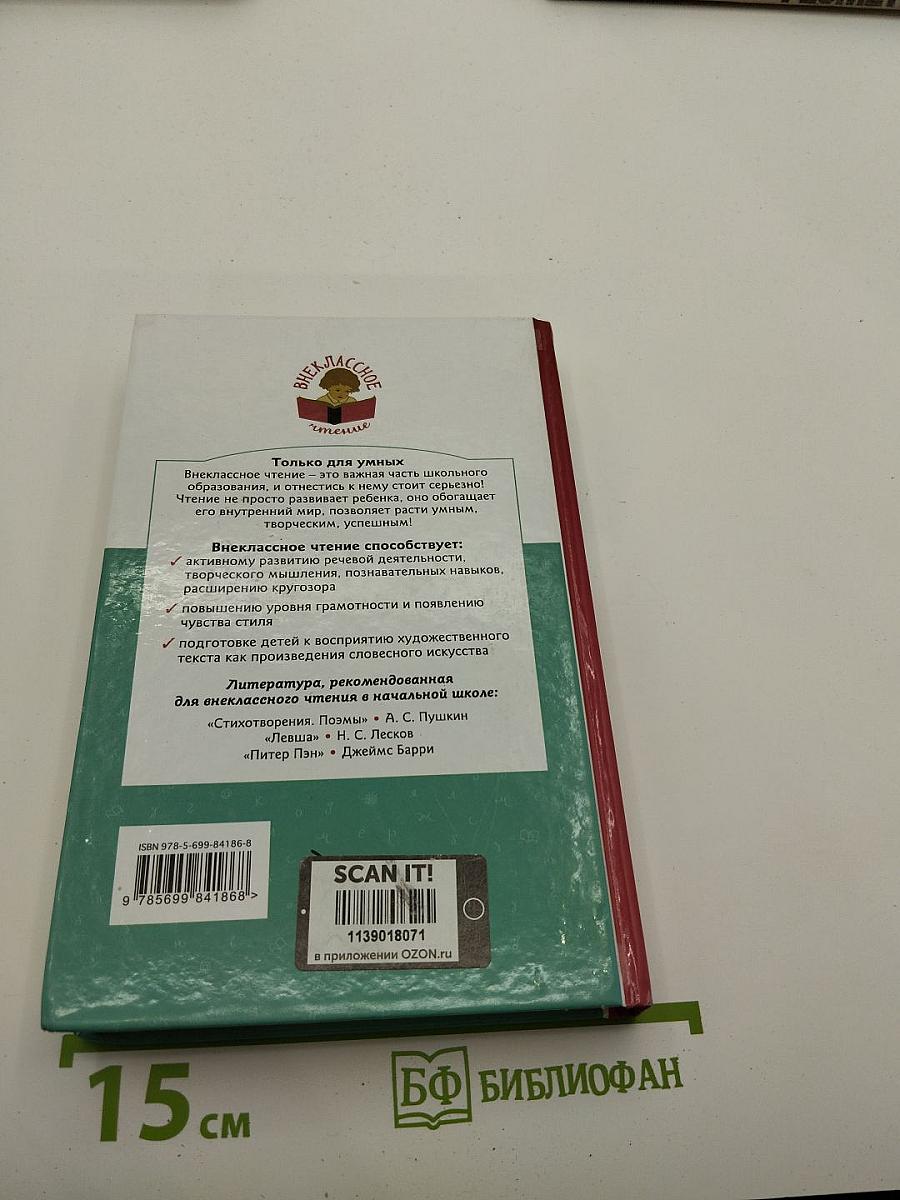 ВНЕКЛАССНОЕ
чтение
Только для умных
Внеклассное чтение – это важная часть школьного
образования, и отнестись к нему стоит серьезно!
Чтение не просто развивает ребенка, оно обогащает
его внутренний мир, позволяет расти умным,
творческим, успешным!
Внеклассное чтение способствует:
✓ активному развитию речевой деятельности,
творческого мышления, познавательных навыков,
расширению кругозора
✓ повышению уровня грамотности и появлению
чувства стиля
✓ подготовке детей к восприятию художественного
текста как произведения словесного искусства
Литература, рекомендованная
для внеклассного чтения в начальной школе:
«Стихотворения. Поэмы» • А. С. Пушкин
«Левша» • Н. С. Лесков
«Питер Пэн» • Джеймс Барри
ISBN 978-5-699-84186-8
9 785699 841868 >
SCAN IT!
1139018071
в приложении OZON.ru
15 см
БФ БИБЛИОФАН